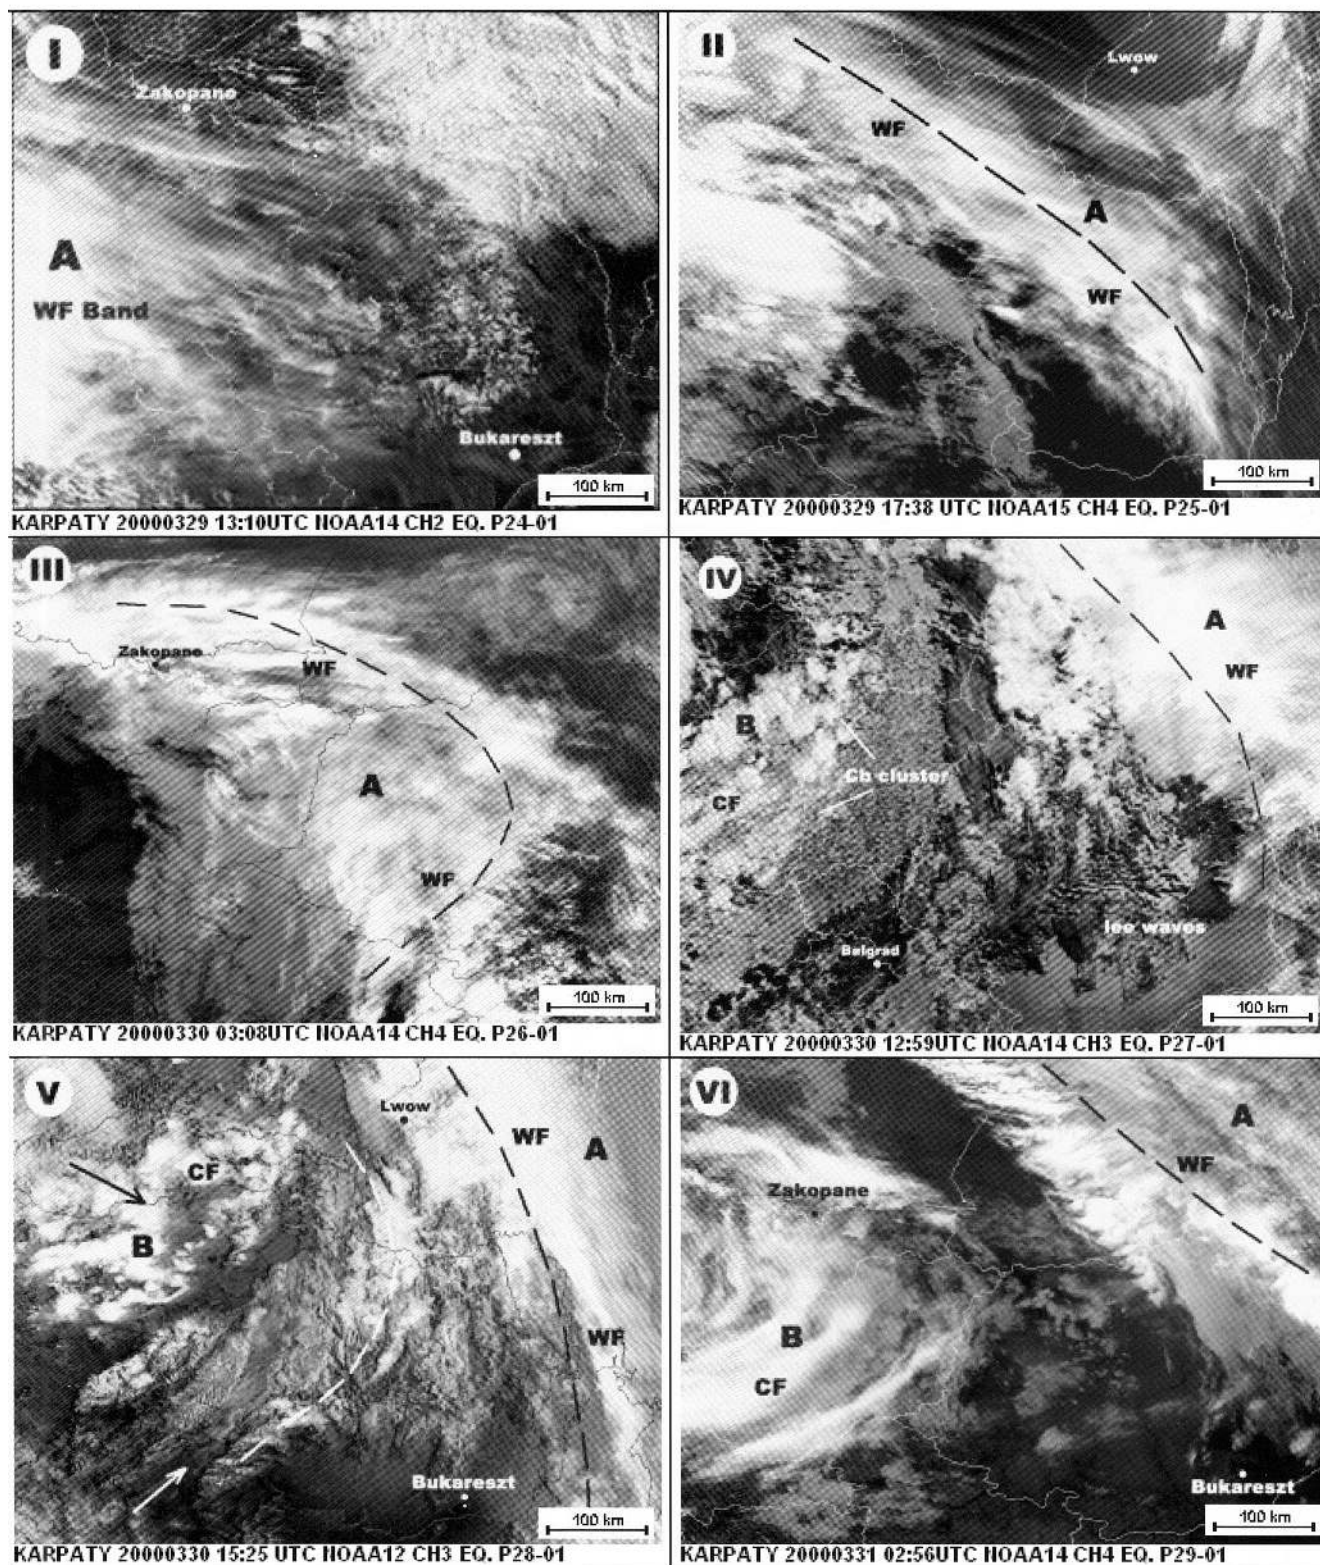 I
Zakopane
A
WF Band
Bukareszt
100 km
KARPATY 20000329 13:10UTC NOAA14 CH2 EQ. P24-01
II
Lwow
WF
A
WF
100 km
KARPATY 20000329 17:38 UTC NOAA15 CH4 EQ. P25-01
III
Zakopane
WF
A
WF
100 km
KARPATY 20000330 03:08UTC NOAA14 CH4 EQ. P26-01
IV
A
WF
B
Cb cluster
CF
lee waves
Belgrad
100 km
KARPATY 20000330 12:59UTC NOAA14 CH3 EQ. P27-01
V
Lwow
WF
A
CF
B
WF
Bukareszt
100 km
KARPATY 20000330 15:25 UTC NOAA12 CH3 EQ. P28-01
VI
A
WF
Zakopane
B
CF
Bukareszt
100 km
KARPATY 20000331 02:56UTC NOAA14 CH4 EQ. P29-01